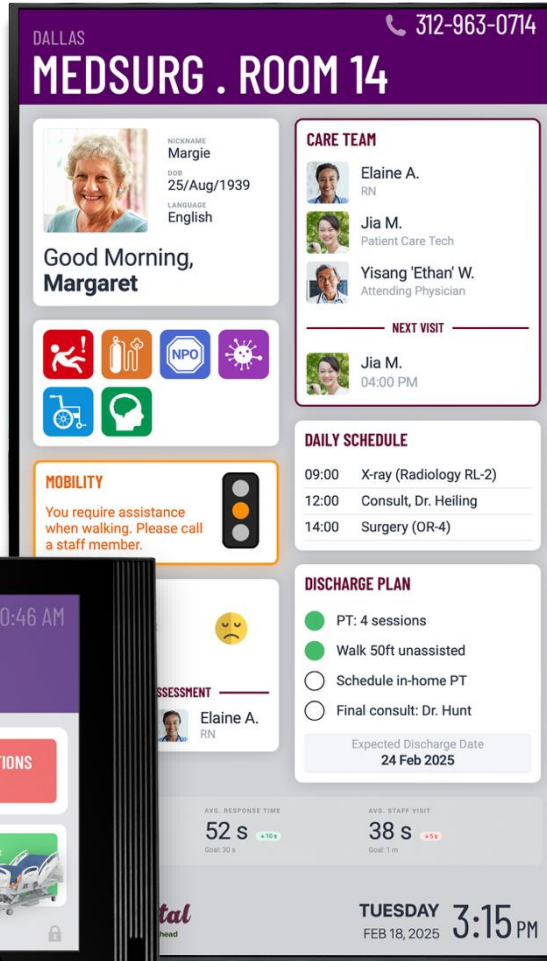 DALLAS
312-963-0714
MEDSURG . ROOM 14
NICKNAME
Margie
DOB
25/Aug/1939
LANGUAGE
English
Good Morning,
Margaret
NPO
MOBILITY
You require assistance
when walking. Please call
a staff member.
Elaine A.
RN
CARE TEAM
Elaine A.
RN
Jia M.
Patient Care Tech
Yisang 'Ethan' W.
Attending Physician
NEXT VISIT
Jia M.
04:00 PM
DAILY SCHEDULE
09:00 X-ray (Radiology RL-2)
12:00 Consult, Dr. Heiling
14:00 Surgery (OR-4)
DISCHARGE PLAN
PT: 4 sessions
Walk 50ft unassisted
Schedule in-home PT
Final consult: Dr. Hunt
Expected Discharge Date
24 Feb 2025
AVG. RESPONSE TIME
52 s
Goal: 30 s
AVG. STAFF VISIT
38 s
Goal: 1 m
TUESDAY
FEB 18, 2025
3:15 PM
0:46 AM